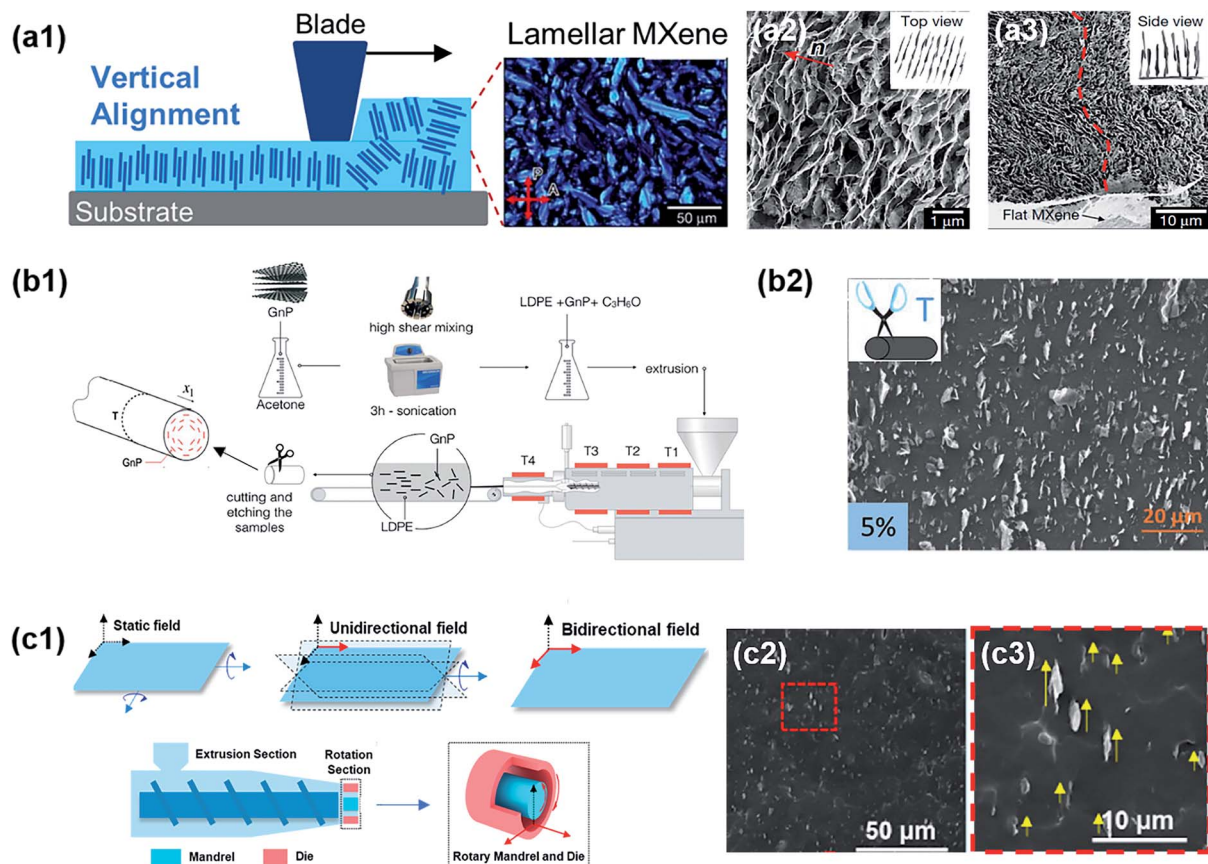 (a1)
Blade
Vertical
Alignment
Substrate
Lamellar MXene
P
A
50 µm
(a2)
n
Top view
1 µm
(a3)
Side view
Flat MXene
10 µm
(b1)
GnP
Acetone
high shear mixing
3h - sonication
LDPE +GnP+ C₃H₆O
extrusion
x₁
T
GnP
cutting and
etching the
samples
GnP
LDPE
T4
T3
T2
T1
(b2)
T
5%
20 µm
(c1)
Static field
Unidirectional field
Bidirectional field
Extrusion Section
Rotation
Section
Mandrel
Die
Rotary Mandrel and Die
(c2)
50 µm
(c3)
10 µm